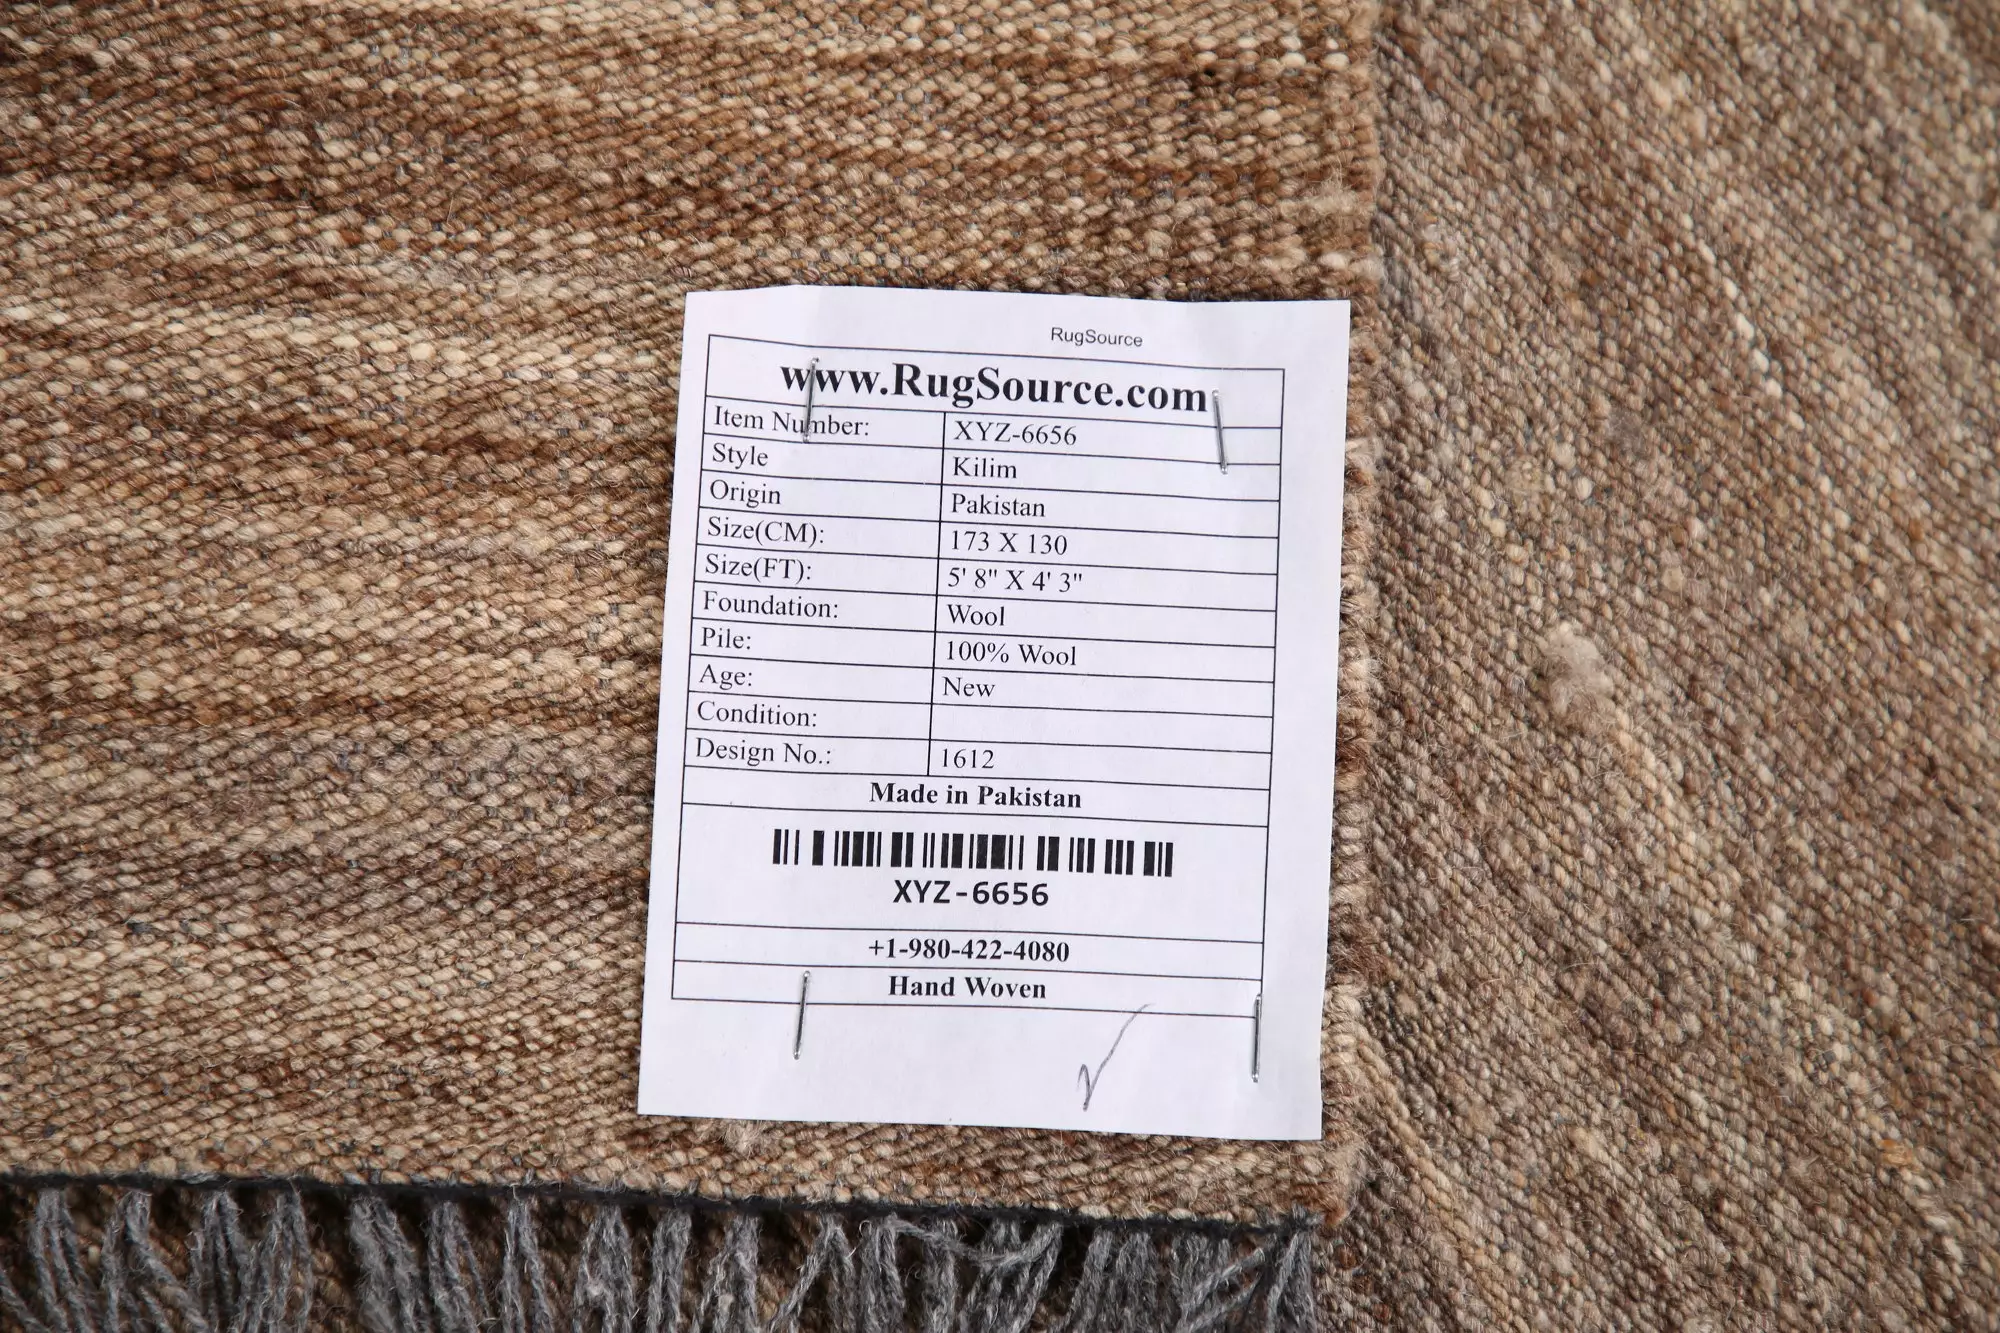 RugSource
www.RugSource.com
Item Number: XYZ-6656
Style Kilim
Origin Pakistan
Size(CM): 173 X 130
Size(FT): 5' 8" X 4' 3"
Foundation: Wool
Pile: 100% Wool
Age: New
Condition:
Design No.: 1612
Made in Pakistan
XYZ-6656
+1-980-422-4080
Hand Woven